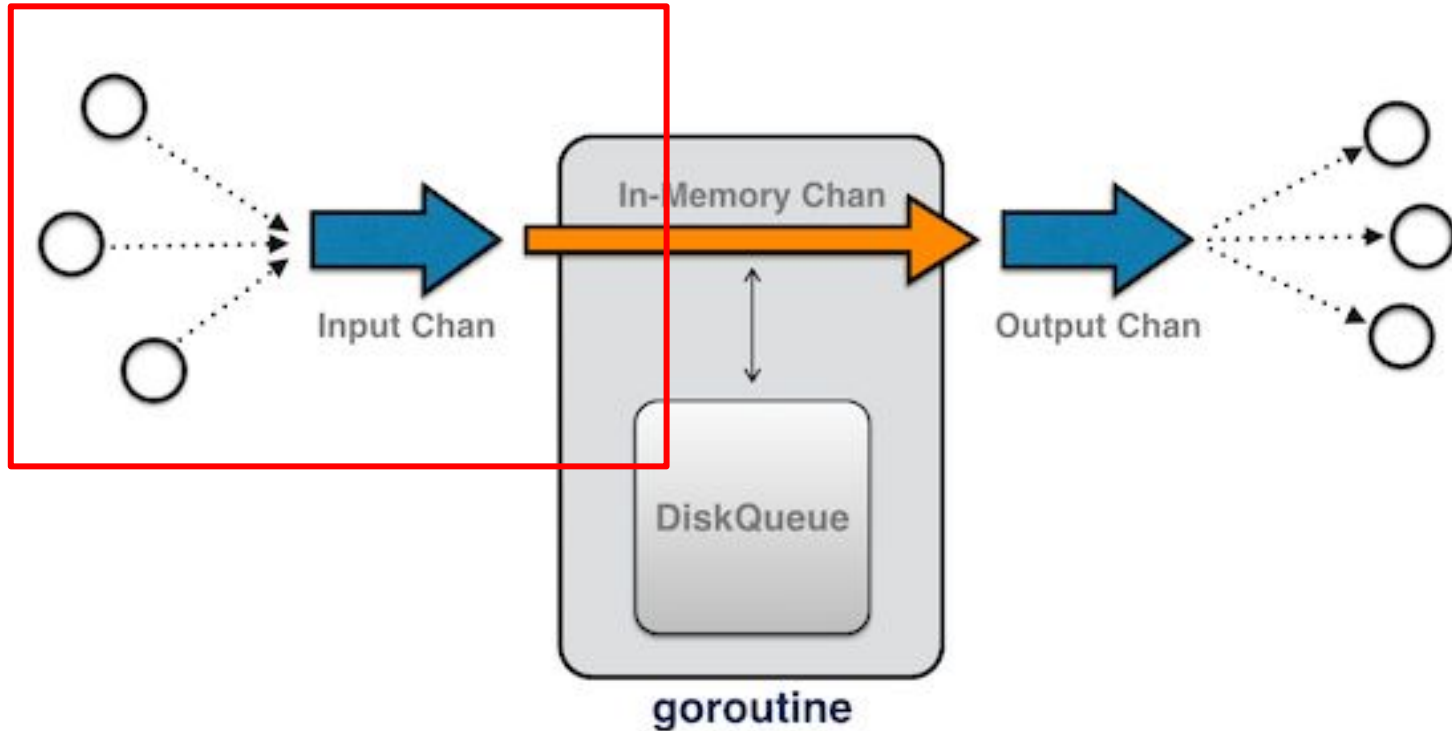 In-Memory Chan
Input Chan
Output Chan
DiskQueue
goroutine